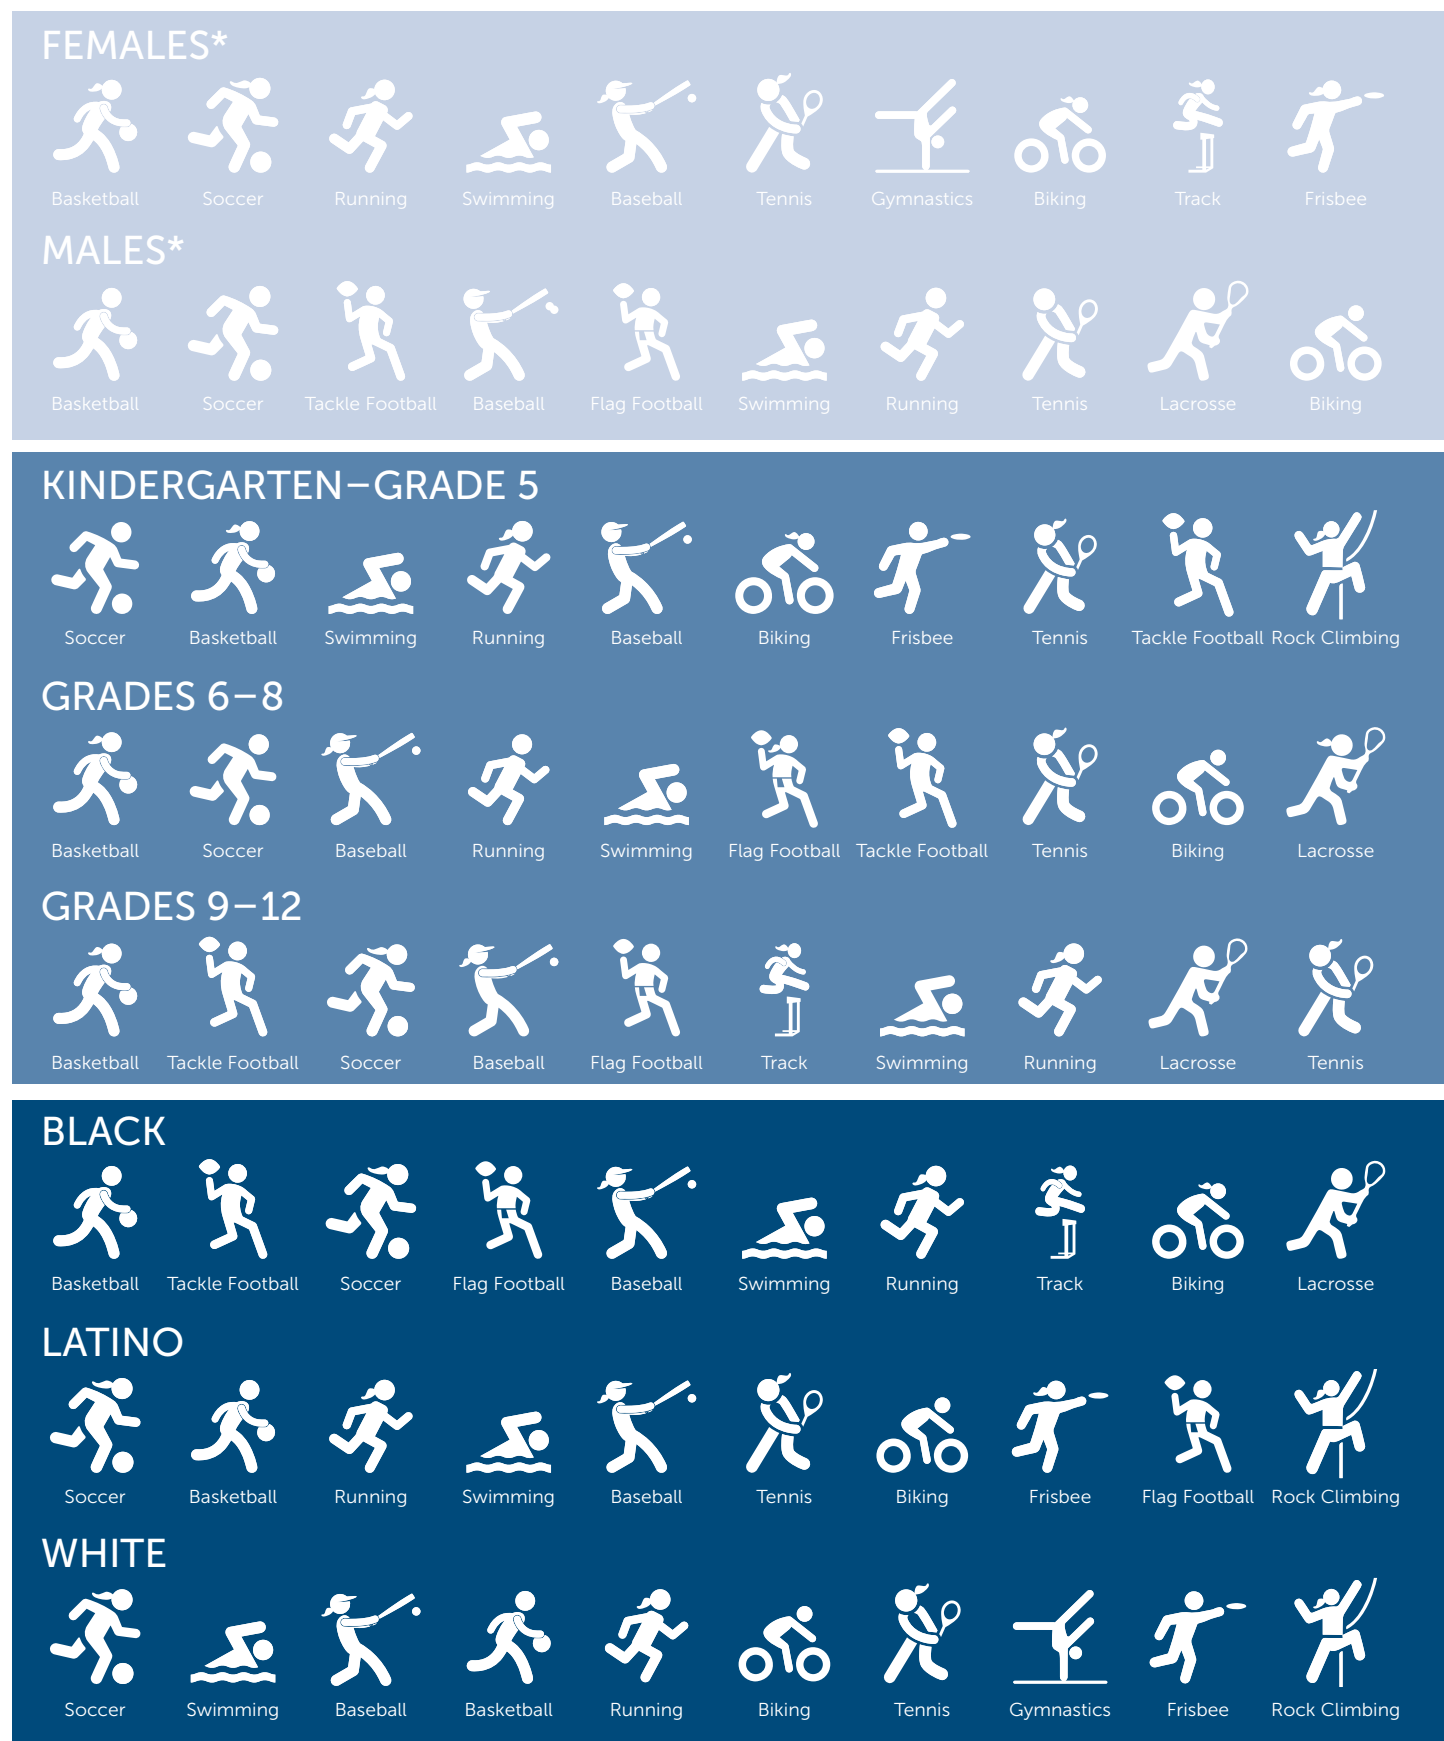 FEMALES*
Basketball Soccer Running Swimming Baseball Tennis Gymnastics Biking Track Frisbee
MALES*
Basketball Soccer Tackle Football Baseball Flag Football Swimming Running Tennis Lacrosse Biking
KINDERGARTEN–GRADE 5
Soccer Basketball Swimming Running Baseball Biking Frisbee Tennis Tackle Football Rock Climbing
GRADES 6–8
Basketball Soccer Baseball Running Swimming Flag Football Tackle Football Tennis Biking Lacrosse
GRADES 9–12
Basketball Tackle Football Soccer Baseball Flag Football Track Swimming Running Lacrosse Tennis
BLACK
Basketball Tackle Football Soccer Flag Football Baseball Swimming Running Track Biking Lacrosse
LATINO
Soccer Basketball Running Swimming Baseball Tennis Biking Frisbee Flag Football Rock Climbing
WHITE
Soccer Swimming Baseball Basketball Running Biking Tennis Gymnastics Frisbee Rock Climbing